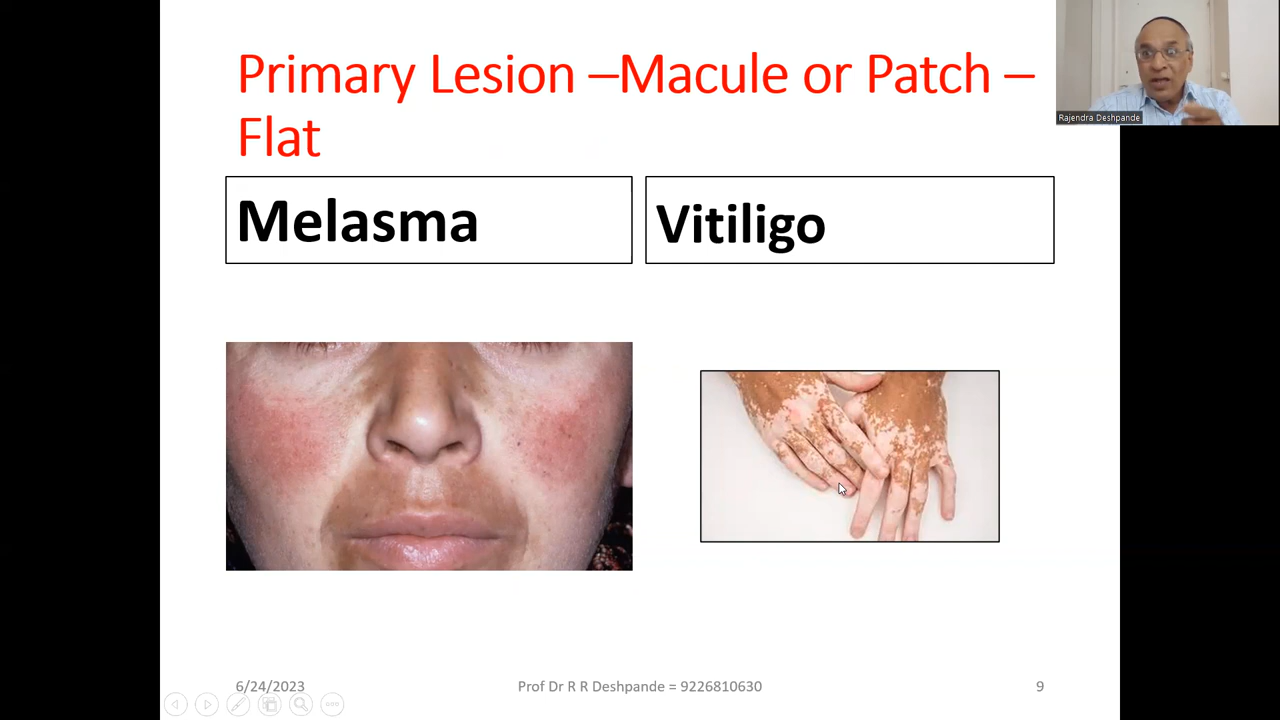 Primary Lesion –Macule or Patch –
Flat
Rajendra Deshpande
Melasma
Vitiligo
6/24/2023
Prof Dr R R Deshpande = 9226810630
9